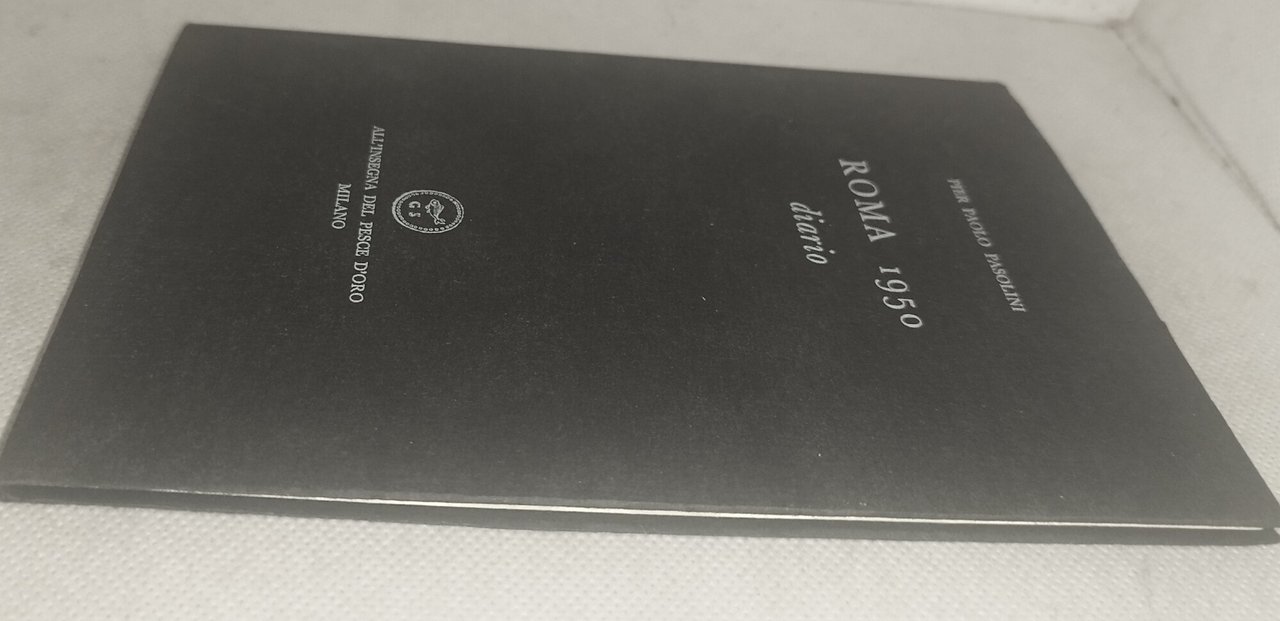 PIER PAOLO PASOLINI
ROMA 1950
diario
G S
ALL'INSEGNA DEL PESCE D'ORO
MILANO